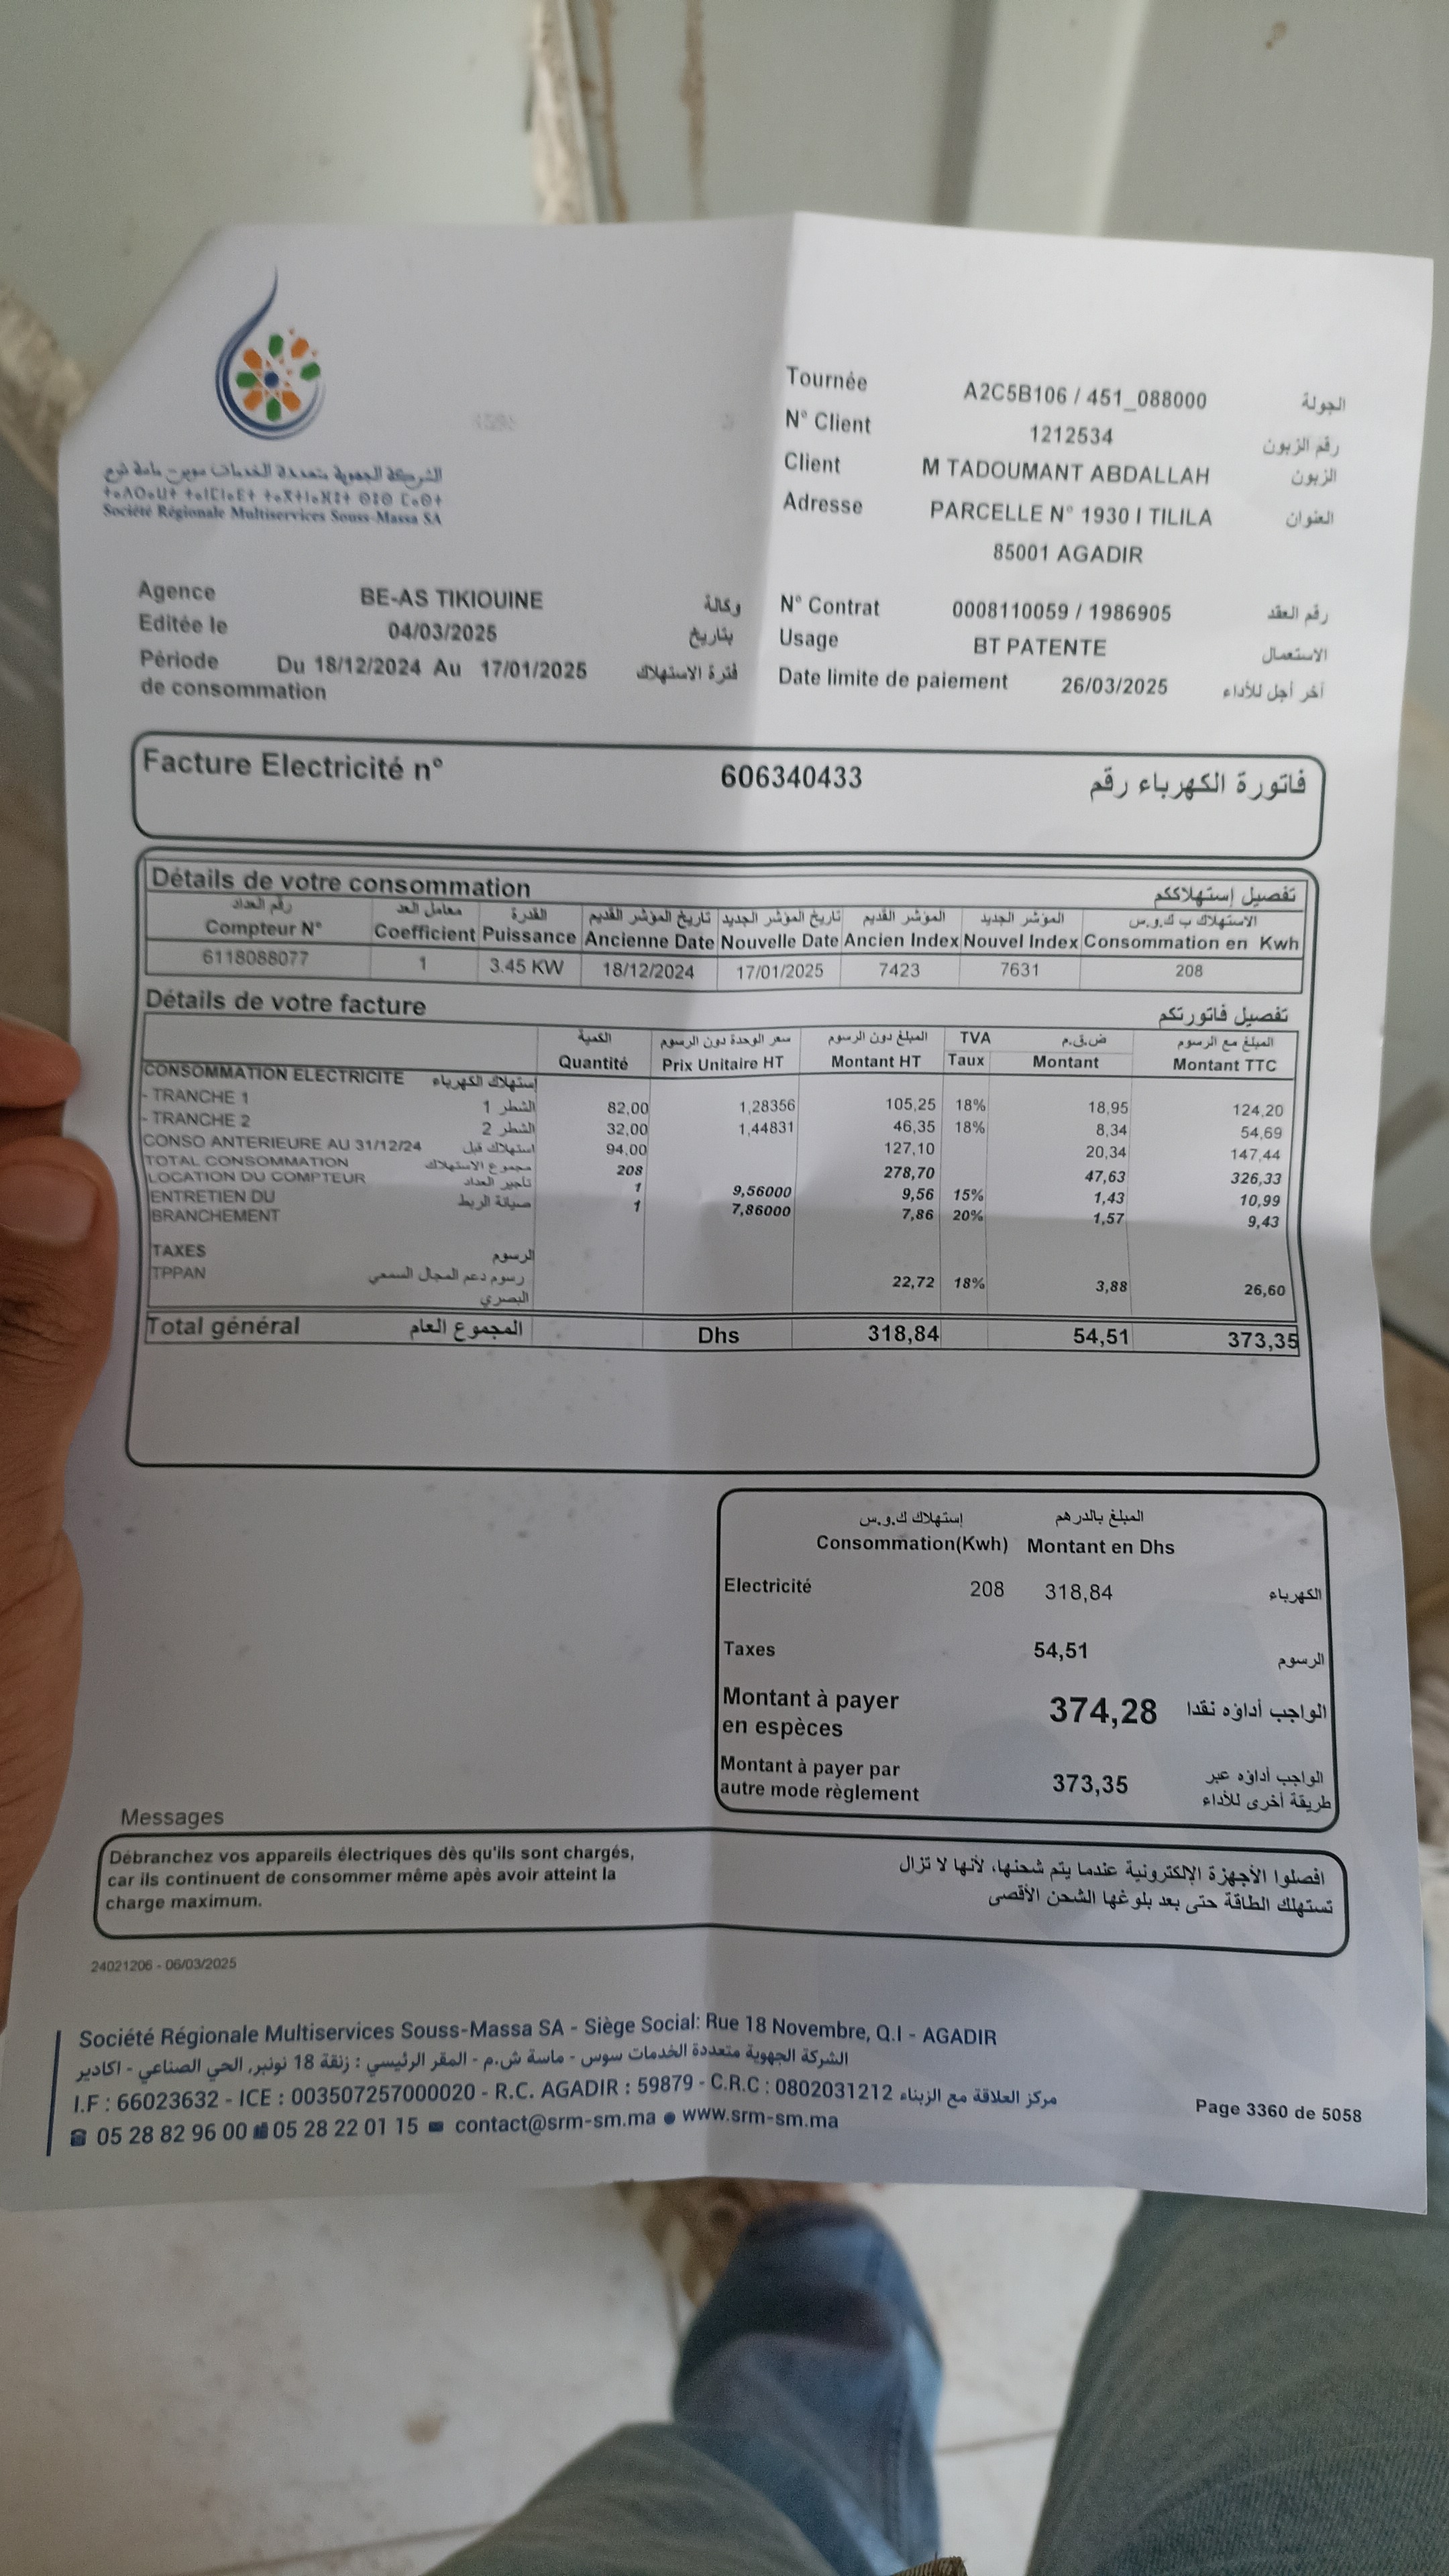 الشركة الجهوية متعددة الخدمات سوس ماسة ش.م
Société Régionale Multiservices Souss-Massa SA
Tournée A2C5B106 / 451_088000 الجولة
N° Client 1212534 رقم الزبون
Client M TADOUMANT ABDALLAH الزبون
Adresse PARCELLE N° 1930 I TILILA العنوان
85001 AGADIR
Agence BE-AS TIKIOUINE وكالة
Editée le 04/03/2025 بتاريخ
Période Du 18/12/2024 Au 17/01/2025 فترة الاستهلاك
de consommation
N° Contrat 0008110059 / 1986905 رقم العقد
Usage BT PATENTE الاستعمال
Date limite de paiement 26/03/2025 آخر أجل للأداء
Facture Electricité n° 606340433 فاتورة الكهرباء رقم
Détails de votre consommation تفصيل إستهلاككم
رقم العداد معامل العد القدرة تاريخ المؤشر القديم تاريخ المؤشر الجديد المؤشر القديم المؤشر الجديد الاستهلاك ب ك.و.س
Compteur N° Coefficient Puissance Ancienne Date Nouvelle Date Ancien Index Nouvel Index Consommation en Kwh
6118088077 1 3.45 KW 18/12/2024 17/01/2025 7423 7631 208
Détails de votre facture تفصيل فاتورتكم
الكمية سعر الوحدة دون الرسوم المبلغ دون الرسوم TVA ض.ق.م المبلغ مع الرسوم
Quantité Prix Unitaire HT Montant HT Taux Montant Montant TTC
CONSOMMATION ELECTRICITE إستهلاك الكهرباء
- TRANCHE 1 الشطر 1 82,00 1,28356 105,25 18% 18,95 124,20
- TRANCHE 2 الشطر 2 32,00 1,44831 46,35 18% 8,34 54,69
CONSO ANTERIEURE AU 31/12/24 استهلاك قبل 94,00 127,10 20,34 147,44
TOTAL CONSOMMATION مجموع الاستهلاك 208 278,70 47,63 326,33
LOCATION DU COMPTEUR تأجير العداد 1 9,56000 9,56 15% 1,43 10,99
ENTRETIEN DU صيانة الربط 1 7,86000 7,86 20% 1,57 9,43
BRANCHEMENT
TAXES الرسوم
TPPAN رسوم دعم المجال السمعي 22,72 18% 3,88 26,60
البصري
Total général المجموع العام Dhs 318,84 54,51 373,35
إستهلاك ك.و.س المبلغ بالدرهم
Consommation(Kwh) Montant en Dhs
Electricité 208 318,84 الكهرباء
Taxes 54,51 الرسوم
Montant à payer 374,28 الواجب أداؤه نقدا
en espèces
Montant à payer par 373,35 الواجب أداؤه عبر
autre mode règlement طريقة أخرى للأداء
Messages
Débranchez vos appareils électriques dès qu'ils sont chargés,
car ils continuent de consommer même apès avoir atteint la
charge maximum.
افصلوا الأجهزة الإلكترونية عندما يتم شحنها، لأنها لا تزال
تستهلك الطاقة حتى بعد بلوغها الشحن الأقصى
24021206 - 06/03/2025
Société Régionale Multiservices Souss-Massa SA - Siège Social: Rue 18 Novembre, Q.I - AGADIR
الشركة الجهوية متعددة الخدمات سوس - ماسة ش.م - المقر الرئيسي : زنقة 18 نونبر, الحي الصناعي - اكادير
I.F : 66023632 - ICE : 003507257000020 - R.C. AGADIR : 59879 - C.R.C : 0802031212 مركز العلاقة مع الزبناء
05 28 82 96 00 05 28 22 01 15 contact@srm-sm.ma ● www.srm-sm.ma
Page 3360 de 5058